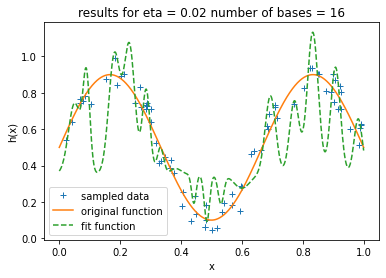 results for eta = 0.02 number of bases = 16
h(x)
1.0
0.8
0.6
0.4
0.2
0.0
sampled data
original function
fit function
0.0 0.2 0.4 0.6 0.8 1.0
x